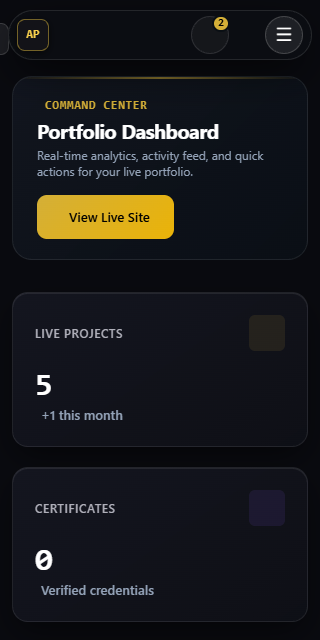 AP
2
COMMAND CENTER
Portfolio Dashboard
Real-time analytics, activity feed, and quick
actions for your live portfolio.
View Live Site
LIVE PROJECTS
5
+1 this month
CERTIFICATES
0
Verified credentials